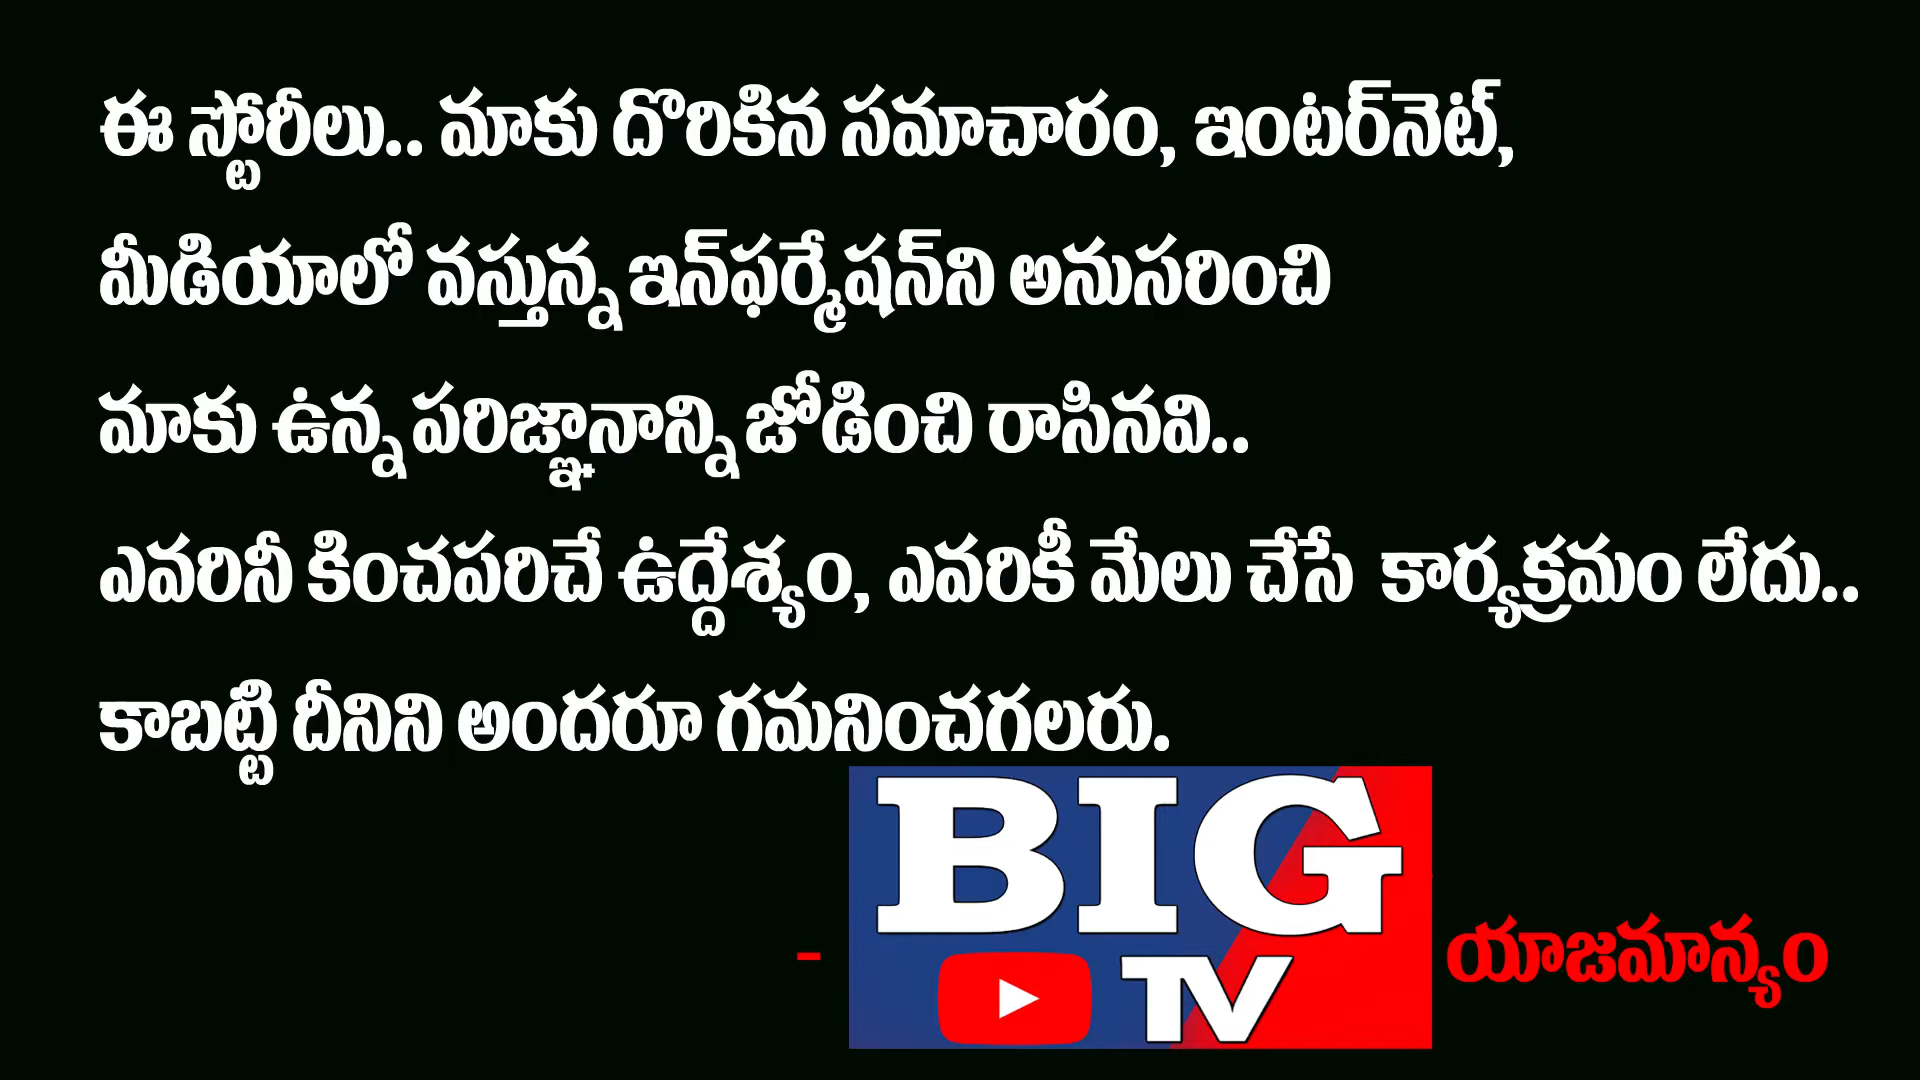 ఈ స్టోరీలు.. మాకు దొరికిన సమాచారం, ఇంటర్‌నెట్,
మీడియాలో వస్తున్న ఇన్‌ఫర్మేషన్‌ని అనుసరించి
మాకు ఉన్న పరిజ్ఞానాన్ని జోడించి రాసినవి..
ఎవరినీ కించపరిచే ఉద్దేశ్యం, ఎవరికీ మేలు చేసే కార్యక్రమం లేదు..
కాబట్టి దీనిని అందరూ గమనించగలరు.
BIG
- TV యాజమాన్యం